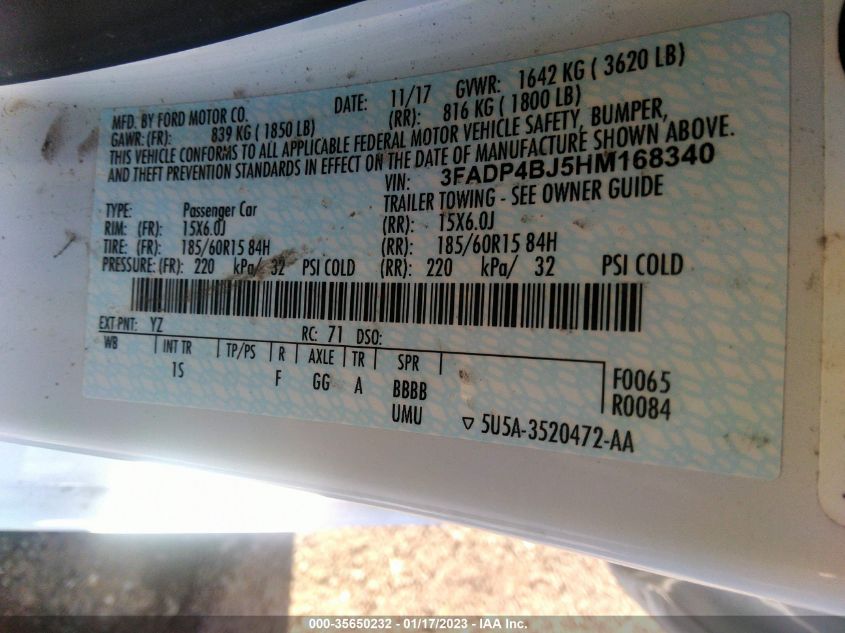 MFD. BY FORD MOTOR CO. DATE: 11/17 GVWR: 1642 KG ( 3620 LB)
GAWR: (FR): 839 KG ( 1850 LB) (RR): 816 KG ( 1800 LB)
THIS VEHICLE CONFORMS TO ALL APPLICABLE FEDERAL MOTOR VEHICLE SAFETY, BUMPER,
AND THEFT PREVENTION STANDARDS IN EFFECT ON THE DATE OF MANUFACTURE SHOWN ABOVE.
VIN: 3FADP4BJ5HM168340
TRAILER TOWING - SEE OWNER GUIDE
TYPE: Passenger Car
RIM: (FR): 15X6.0J (RR): 15X6.0J
TIRE: (FR): 185/60R15 84H (RR): 185/60R15 84H
PRESSURE: (FR): 220 kPa/ 32 PSI COLD (RR): 220 kPa/ 32 PSI COLD
EXT PNT: YZ RC: 71 DSO:
WB INT TR TP/PS R AXLE TR SPR
1S F GG A BBBB F0065
UMU R0084
5U5A-3520472-AA
000-35650232 - 01/17/2023 - IAA Inc.